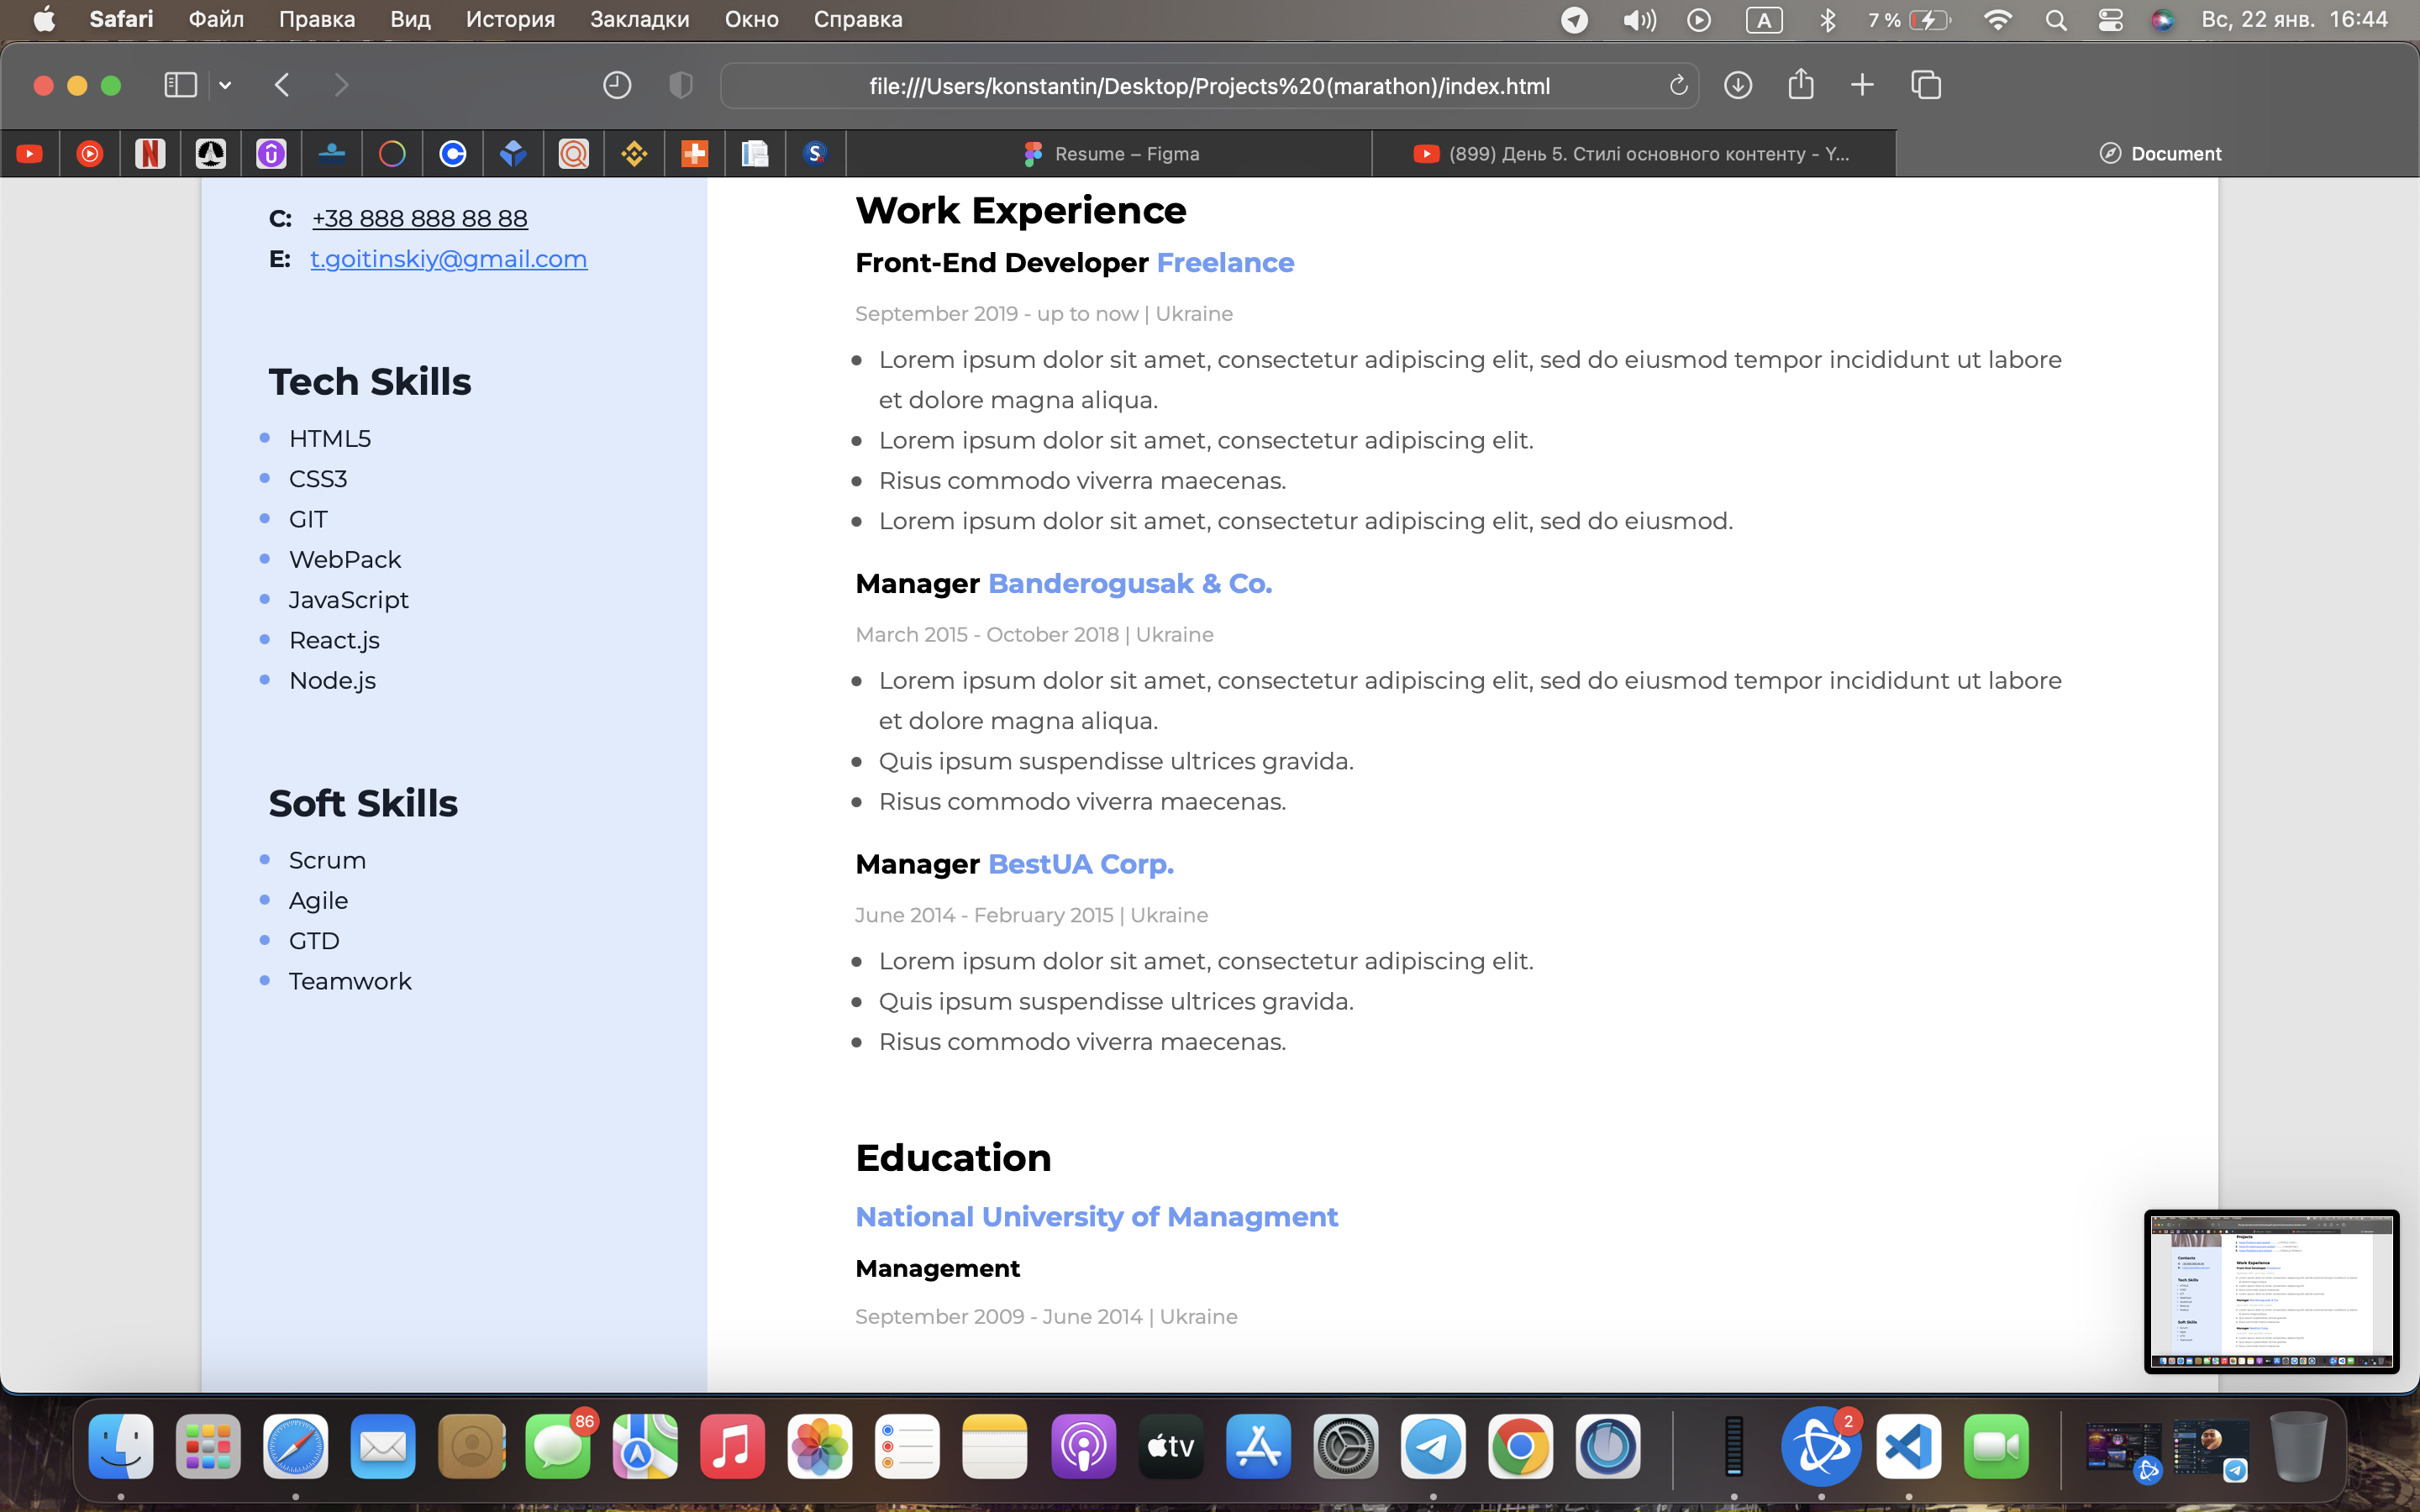 Safari Файл Правка Вид История Закладки Окно Справка A 7 % Вс, 22 янв. 16:44
file:///Users/konstantin/Desktop/Projects%20(marathon)/index.html
Resume – Figma (899) День 5. Стилі основного контенту - Y... Document
C: +38 888 888 88 88
E: t.goitinskiy@gmail.com
Tech Skills
HTML5
CSS3
GIT
WebPack
JavaScript
React.js
Node.js
Soft Skills
Scrum
Agile
GTD
Teamwork
Work Experience
Front-End Developer Freelance
September 2019 - up to now | Ukraine
Lorem ipsum dolor sit amet, consectetur adipiscing elit, sed do eiusmod tempor incididunt ut labore
et dolore magna aliqua.
Lorem ipsum dolor sit amet, consectetur adipiscing elit.
Risus commodo viverra maecenas.
Lorem ipsum dolor sit amet, consectetur adipiscing elit, sed do eiusmod.
Manager Banderogusak & Co.
March 2015 - October 2018 | Ukraine
Lorem ipsum dolor sit amet, consectetur adipiscing elit, sed do eiusmod tempor incididunt ut labore
et dolore magna aliqua.
Quis ipsum suspendisse ultrices gravida.
Risus commodo viverra maecenas.
Manager BestUA Corp.
June 2014 - February 2015 | Ukraine
Lorem ipsum dolor sit amet, consectetur adipiscing elit.
Quis ipsum suspendisse ultrices gravida.
Risus commodo viverra maecenas.
Education
National University of Managment
Management
September 2009 - June 2014 | Ukraine
Projects
Contacts
Work Experience
Tech Skills
Soft Skills
86
tv
2